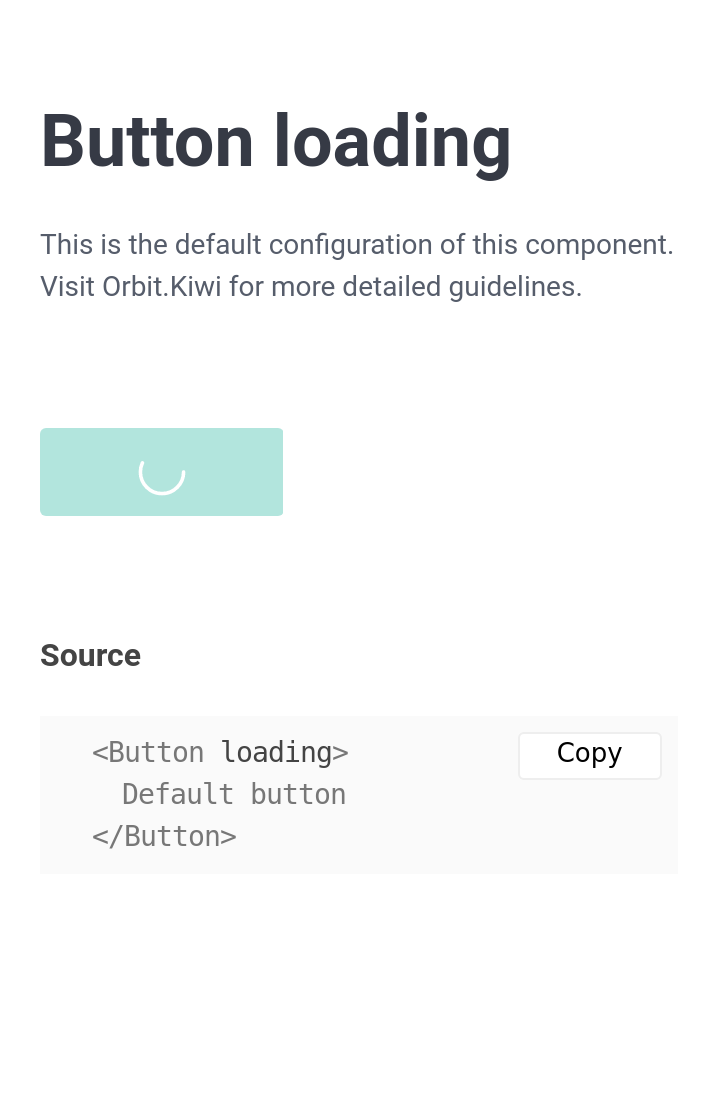 Button loading
This is the default configuration of this component.
Visit Orbit.Kiwi for more detailed guidelines.
Source
<Button loading>
Copy
Default button
</Button>